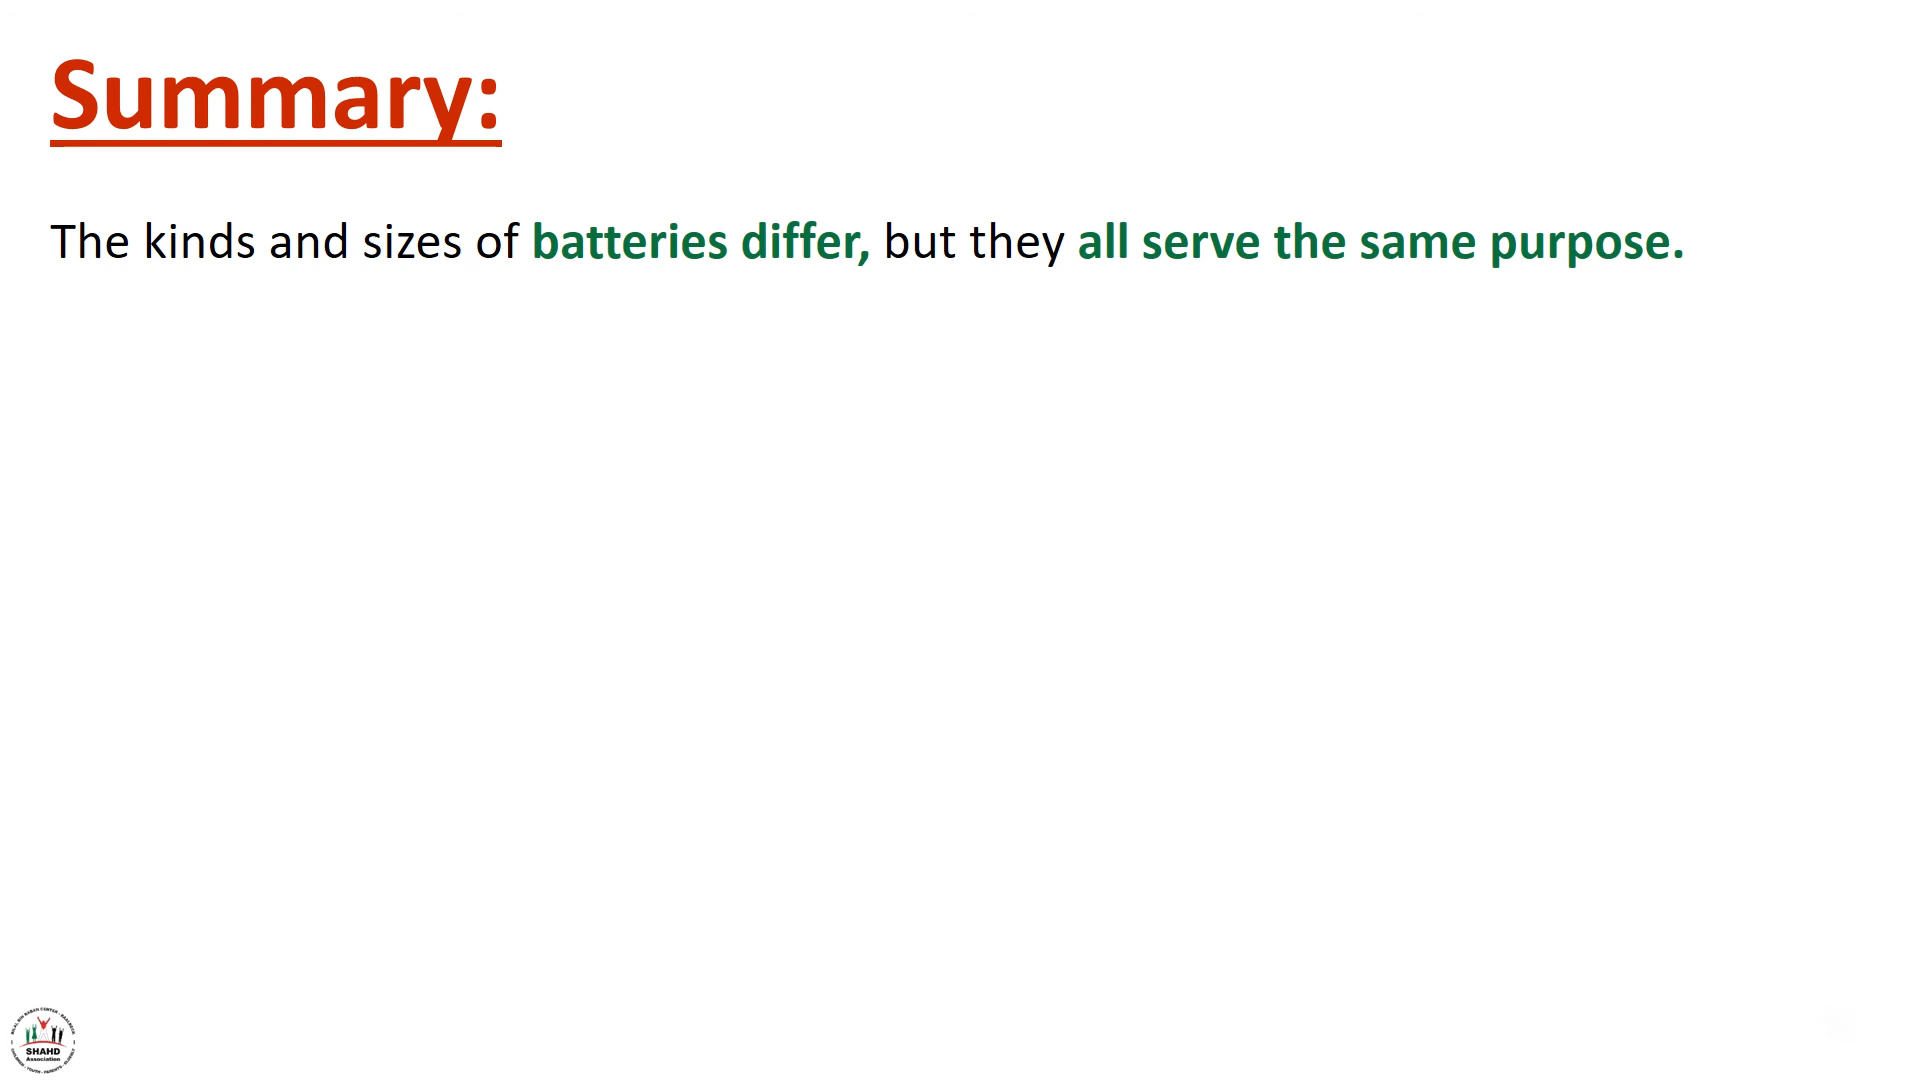 Summary:
The kinds and sizes of batteries differ, but they all serve the same purpose.
SHAHD
Association